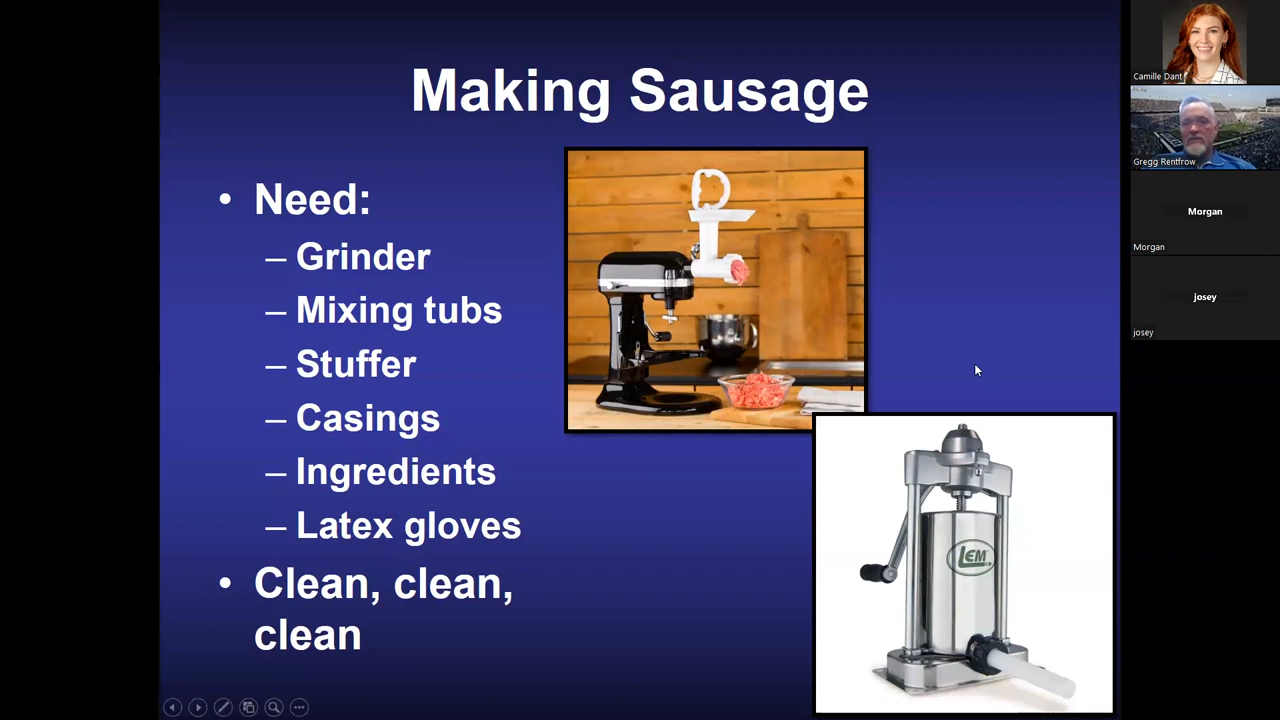 Making Sausage
• Need:
– Grinder
– Mixing tubs
– Stuffer
– Casings
– Ingredients
– Latex gloves
• Clean, clean,
clean
LEM
Camille Dant
Gregg Rentfrow
Morgan
Morgan
josey
josey